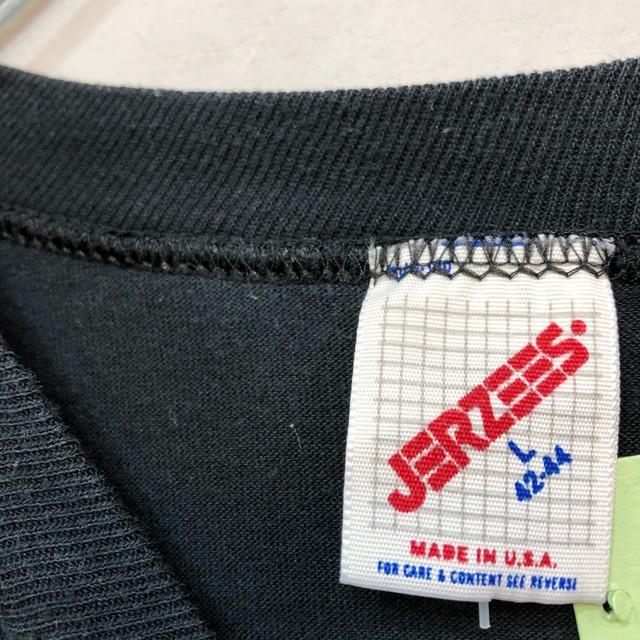 JERZEES.
L
42-44
MADE IN U.S.A.
FOR CARE & CONTENT SEE REVERSE